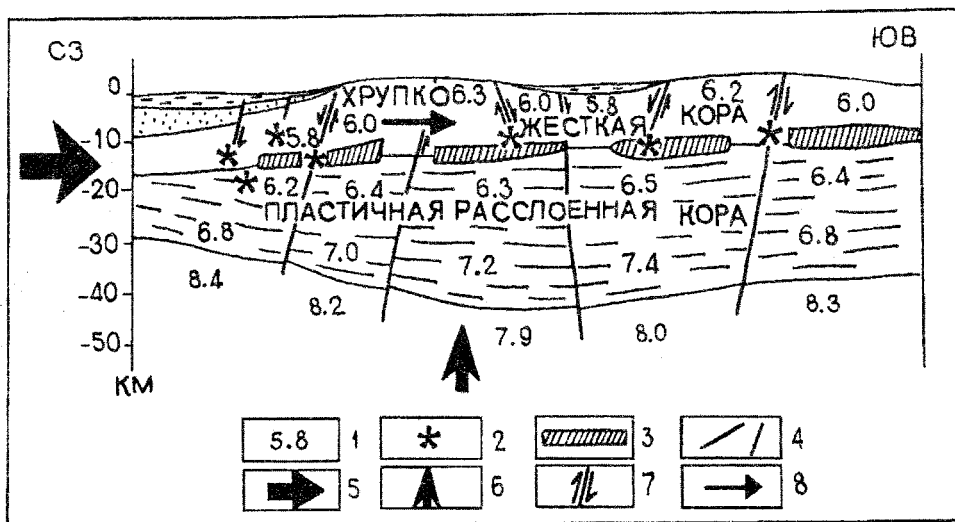 СЗ ЮВ
0 ХРУПКО 6.3 6.0 5.8 6.2 6.0
5.8 6.0 ЖЕСТКАЯ КОРА
-10
-20 6.2 6.4 6.3 6.5 6.4
ПЛАСТИЧНАЯ РАССЛОЕННАЯ КОРА
-30 6.8 7.0 7.2 7.4 6.8
-40 8.4 8.2 8.3
-50 7.9 8.0
КМ
5.8 1 2 3 4
5 6 7 8